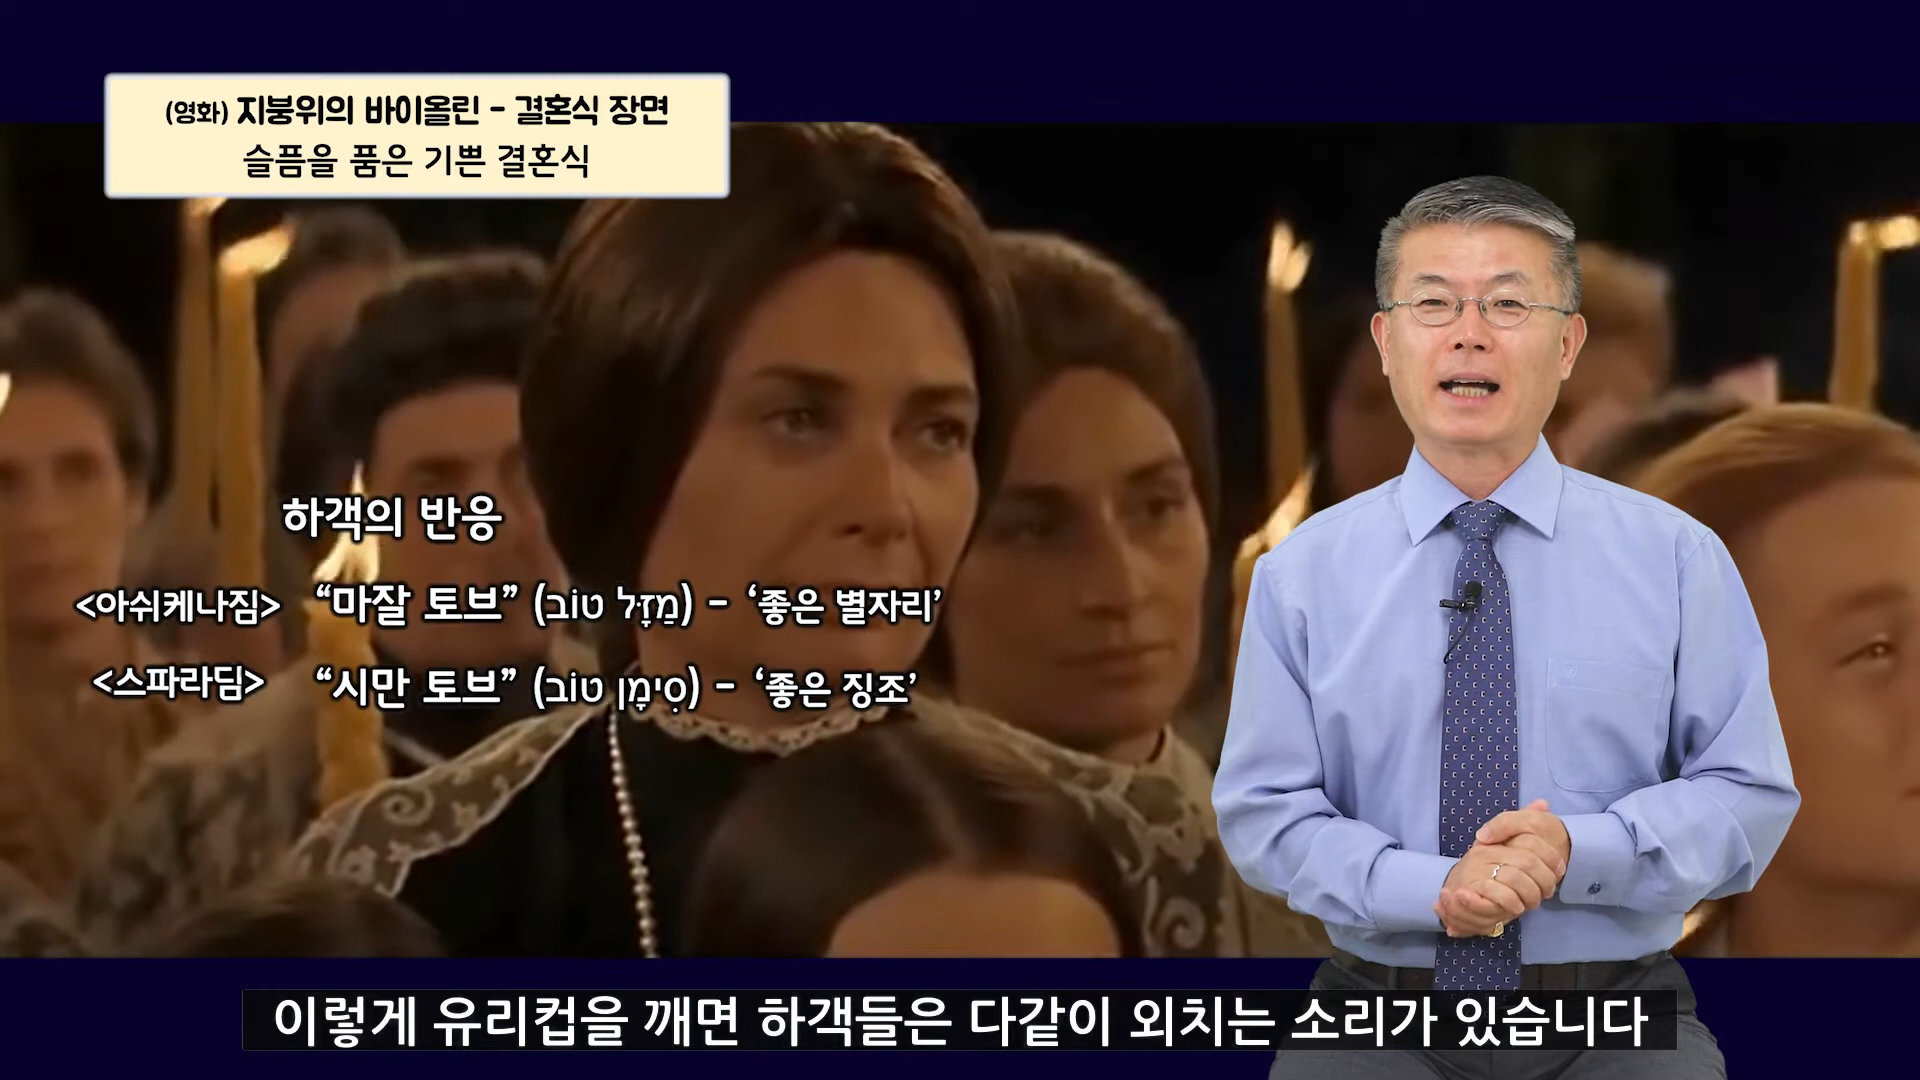 (영화) 지붕위의 바이올린 - 결혼식 장면
슬픔을 품은 기쁜 결혼식
하객의 반응
<아쉬케나짐> “마잘 토브” (מַזָּל טוֹב) - ‘좋은 별자리’
<스파라딤> “시만 토브” (סִימָן טוֹב) - ‘좋은 징조’
이렇게 유리컵을 깨면 하객들은 다같이 외치는 소리가 있습니다